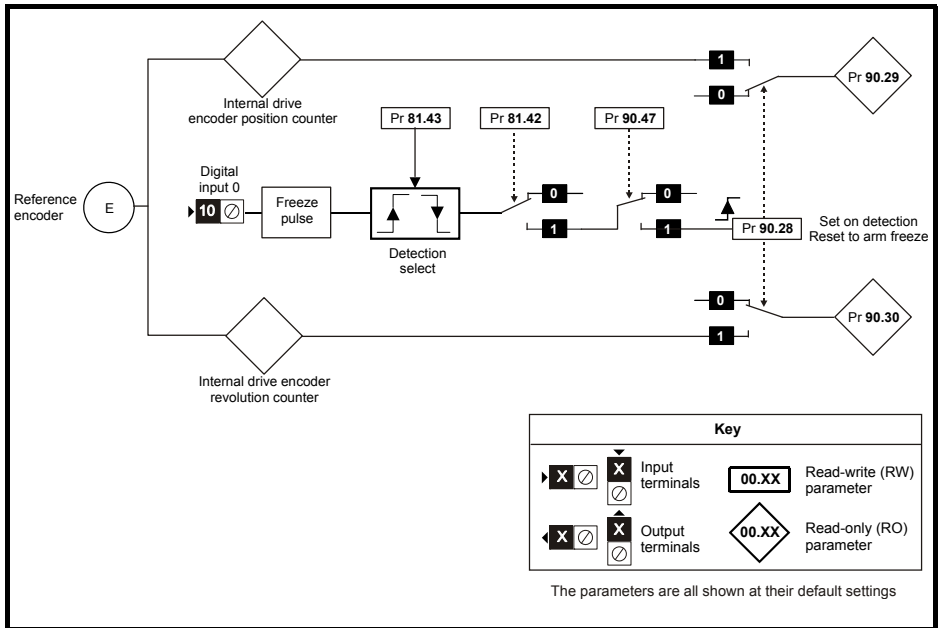 1
0
Pr 90.29
Internal drive
encoder position counter
Pr 81.43
Pr 81.42
Pr 90.47
Digital
input 0
10
Freeze
pulse
Reference
encoder
E
0
1
0
1
Pr 90.28
Set on detection
Reset to arm freeze
Detection
select
0
1
Pr 90.30
Internal drive encoder
revolution counter
Key
X
X
Input
terminals
00.XX
Read-write (RW)
parameter
X
X
Output
terminals
00.XX
Read-only (RO)
parameter
The parameters are all shown at their default settings